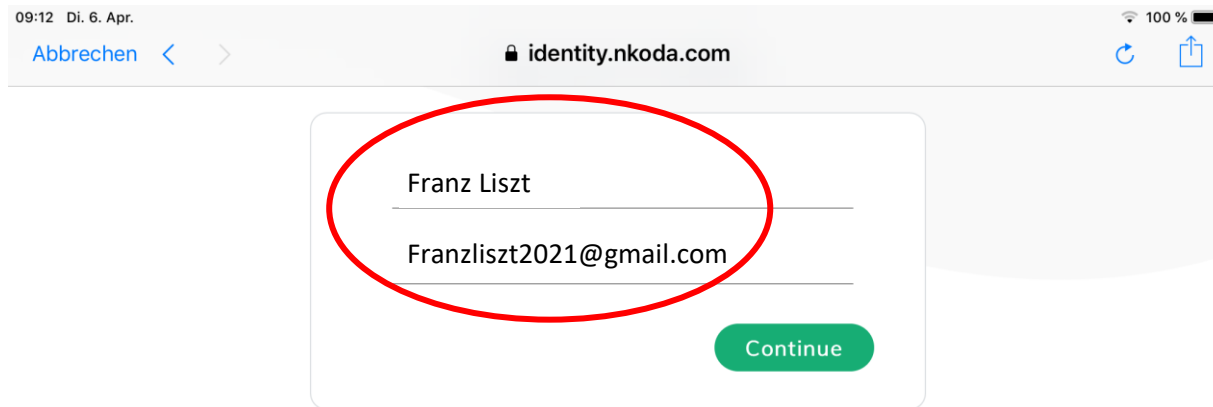 09:12 Di. 6. Apr. 100 %
Abbrechen identity.nkoda.com
Franz Liszt
Franzliszt2021@gmail.com
Continue